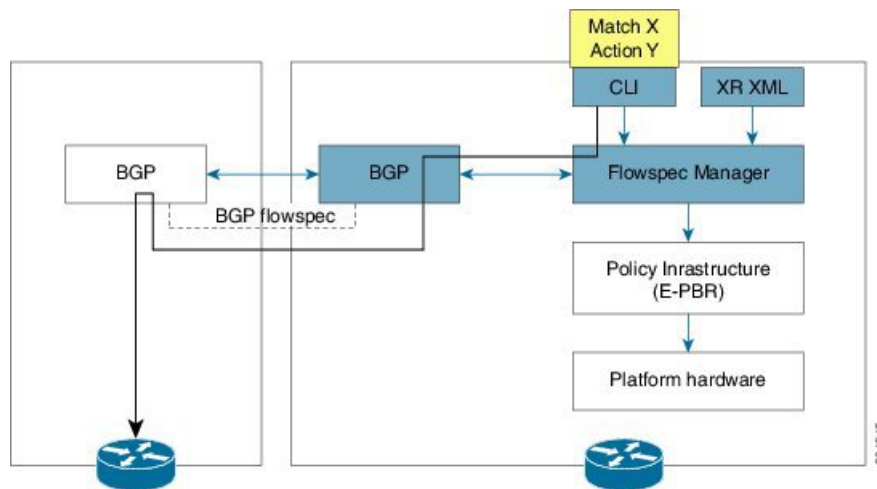 Match X
Action Y
CLI
XR XML
BGP
BGP
Flowspec Manager
BGP flowspec
Policy Inrastructure
(E-PBR)
Platform hardware